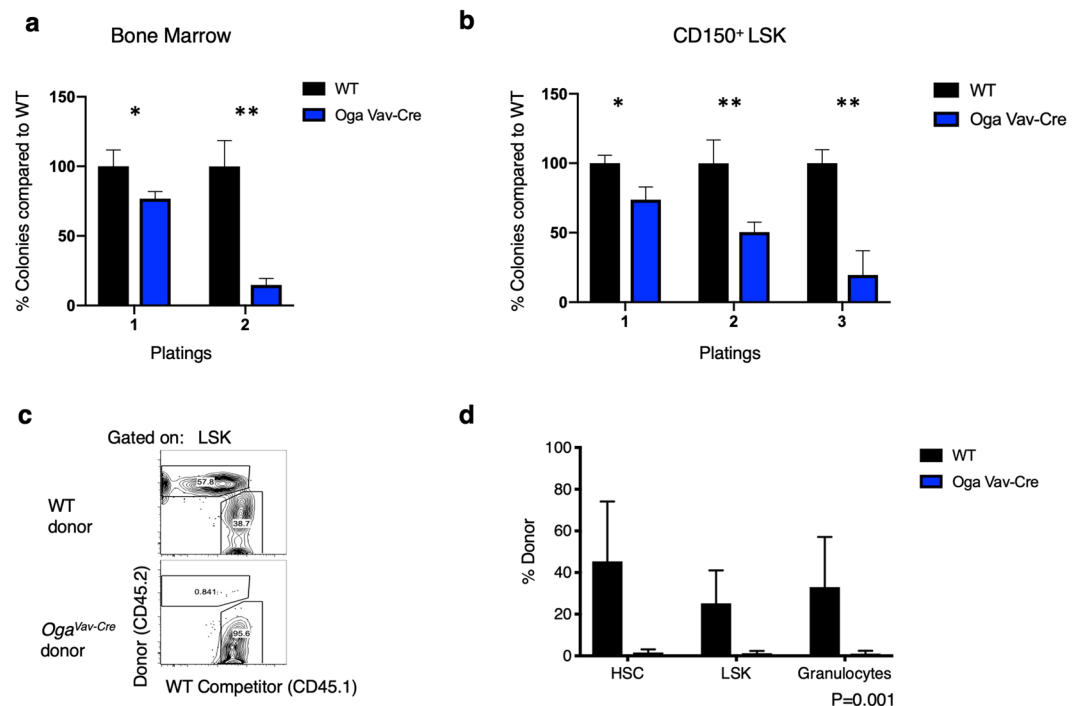 a
Bone Marrow
% Colonies compared to WT
150
100
50
0
*
**
1
2
Platings
WT
Oga Vav-Cre
b
CD150+ LSK
% Colonies compared to WT
150
100
50
0
*
**
**
1
2
3
Platings
WT
Oga Vav-Cre
c
Gated on: LSK
WT
donor
57.8
38.7
OgaVav-Cre
donor
0.841
95.6
Donor (CD45.2)
WT Competitor (CD45.1)
d
% Donor
100
80
60
40
20
0
HSC
LSK
Granulocytes
P=0.001
WT
Oga Vav-Cre